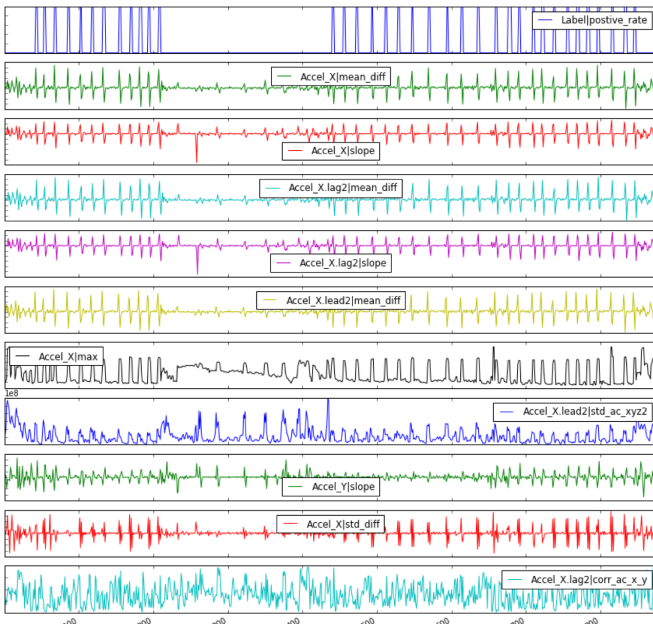 Label|postive_rate
Accel_X|mean_diff
Accel_X|slope
Accel_X.lag2|mean_diff
Accel_X.lag2|slope
Accel_X.lead2|mean_diff
Accel_X|max
1e8
Accel_X.lead2|std_ac_xyz2
Accel_Y|slope
Accel_X|std_diff
Accel_X.lag2|corr_ac_x_y